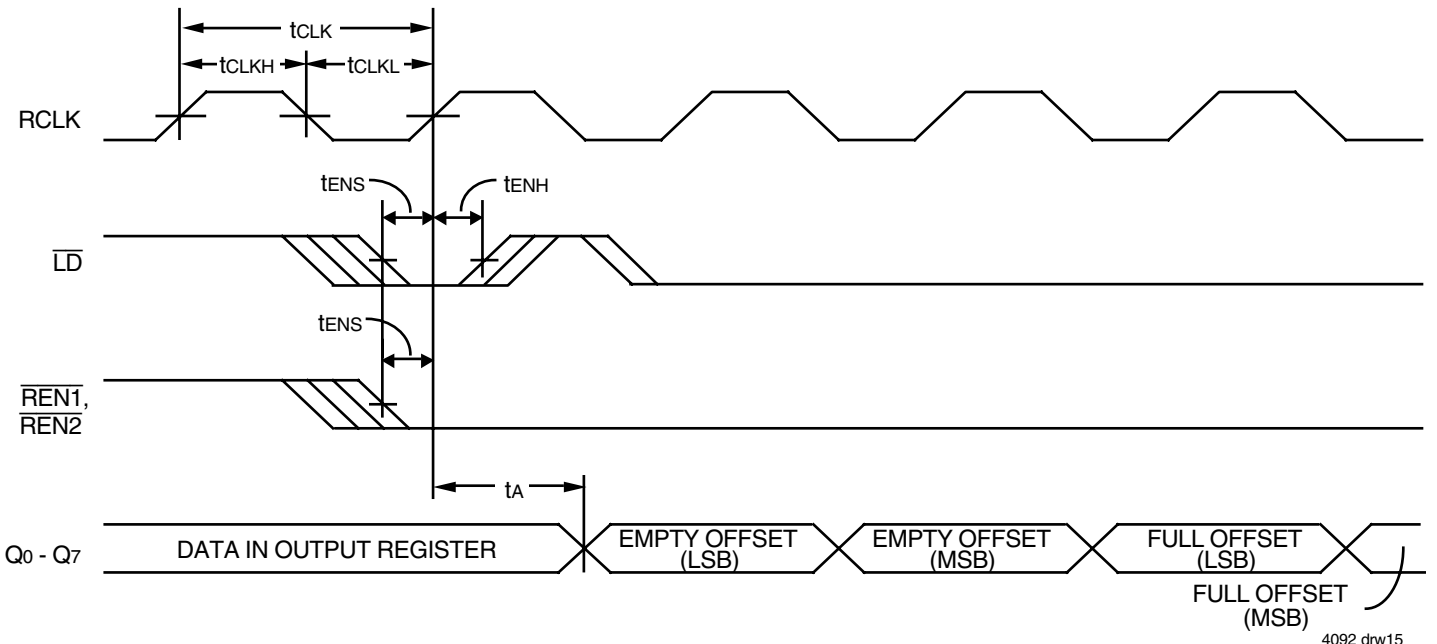 tCLK
tCLKH
tCLKL
RCLK
tENS
tENH
LD
tENS
REN1,
REN2
tA
Q0 - Q7
DATA IN OUTPUT REGISTER
EMPTY OFFSET
(LSB)
EMPTY OFFSET
(MSB)
FULL OFFSET
(LSB)
FULL OFFSET
(MSB)
4092 drw15